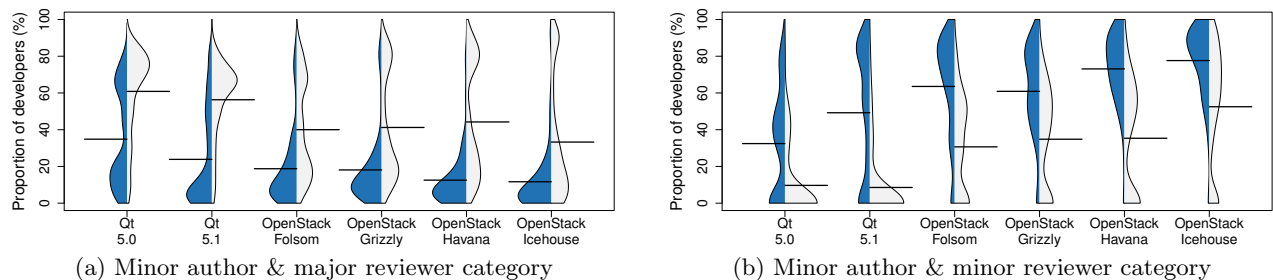 Proportion of developers (%)
100
80
60
40
20
0
Qt
5.0
Qt
5.1
OpenStack
Folsom
OpenStack
Grizzly
OpenStack
Havana
OpenStack
Icehouse
(a) Minor author & major reviewer category
Proportion of developers (%)
100
80
60
40
20
0
Qt
5.0
Qt
5.1
OpenStack
Folsom
OpenStack
Grizzly
OpenStack
Havana
OpenStack
Icehouse
(b) Minor author & minor reviewer category